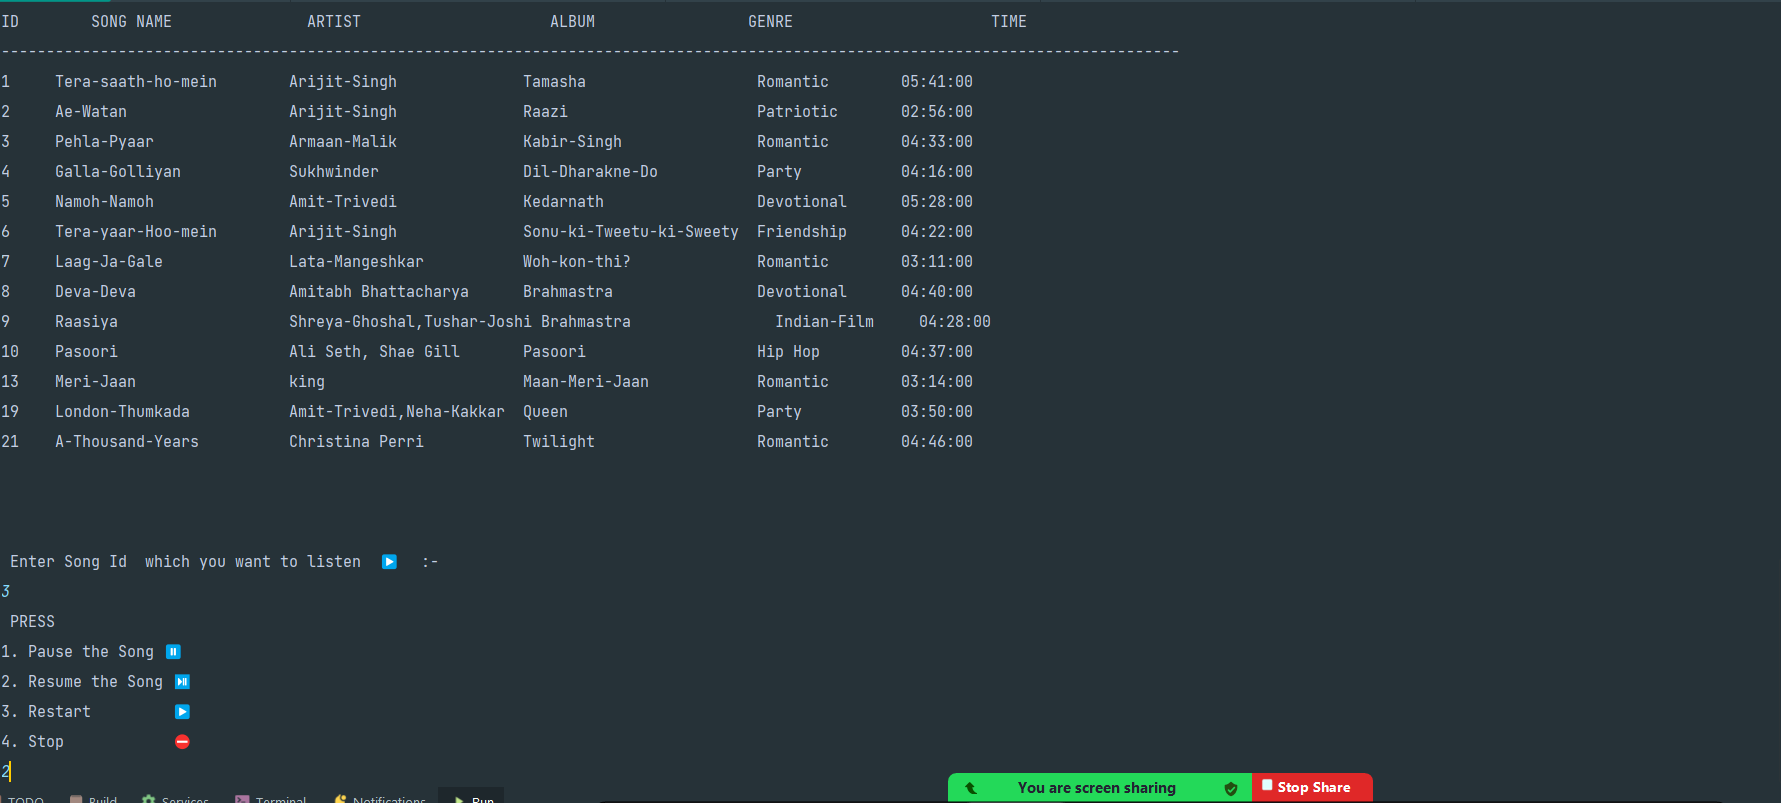 ID SONG NAME ARTIST ALBUM GENRE TIME
-----------------------------------------------------------------------------------------------------------------------------------
1 Tera-saath-ho-mein Arijit-Singh Tamasha Romantic 05:41:00
2 Ae-Watan Arijit-Singh Raazi Patriotic 02:56:00
3 Pehla-Pyaar Armaan-Malik Kabir-Singh Romantic 04:33:00
4 Galla-Golliyan Sukhwinder Dil-Dharakne-Do Party 04:16:00
5 Namoh-Namoh Amit-Trivedi Kedarnath Devotional 05:28:00
6 Tera-yaar-Hoo-mein Arijit-Singh Sonu-ki-Tweetu-ki-Sweety Friendship 04:22:00
7 Laag-Ja-Gale Lata-Mangeshkar Woh-kon-thi? Romantic 03:11:00
8 Deva-Deva Amitabh Bhattacharya Brahmastra Devotional 04:40:00
9 Raasiya Shreya-Ghoshal,Tushar-Joshi Brahmastra Indian-Film 04:28:00
10 Pasoori Ali Seth, Shae Gill Pasoori Hip Hop 04:37:00
13 Meri-Jaan king Maan-Meri-Jaan Romantic 03:14:00
19 London-Thumkada Amit-Trivedi,Neha-Kakkar Queen Party 03:50:00
21 A-Thousand-Years Christina Perri Twilight Romantic 04:46:00
Enter Song Id which you want to listen ▶️ :-
3
PRESS
1. Pause the Song ⏸️
2. Resume the Song ⏯️
3. Restart ▶️
4. Stop ⛔
2
TODO Build Services Terminal Notifications Run
You are screen sharing Stop Share